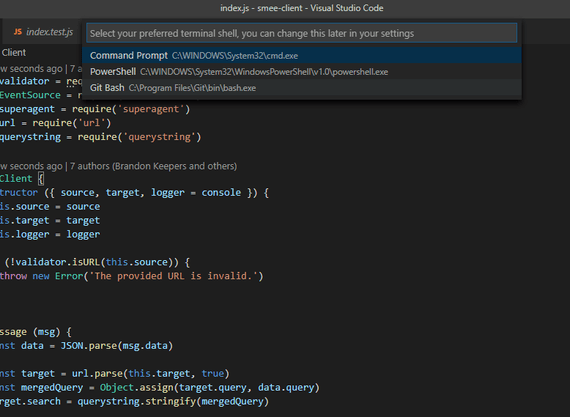 index.js - smee-client - Visual Studio Code
JS index.test.js
Select your preferred terminal shell, you can change this later in your settings
Command Prompt C:\WINDOWS\System32\cmd.exe
PowerShell C:\WINDOWS\System32\WindowsPowerShell\v1.0\powershell.exe
Git Bash C:\Program Files\Git\bin\bash.exe
Client
w seconds ago | 7 a
validator = req
EventSource = r
superagent = require('superagent')
url = require('url')
querystring = require('querystring')
w seconds ago | 7 authors (Brandon Keepers and others)
Client {
tructor ({ source, target, logger = console }) {
is.source = source
is.target = target
is.logger = logger
(!validator.isURL(this.source)) {
throw new Error('The provided URL is invalid.')
ssage (msg) {
nst data = JSON.parse(msg.data)
nst target = url.parse(this.target, true)
nst mergedQuery = Object.assign(target.query, data.query)
rget.search = querystring.stringify(mergedQuery)